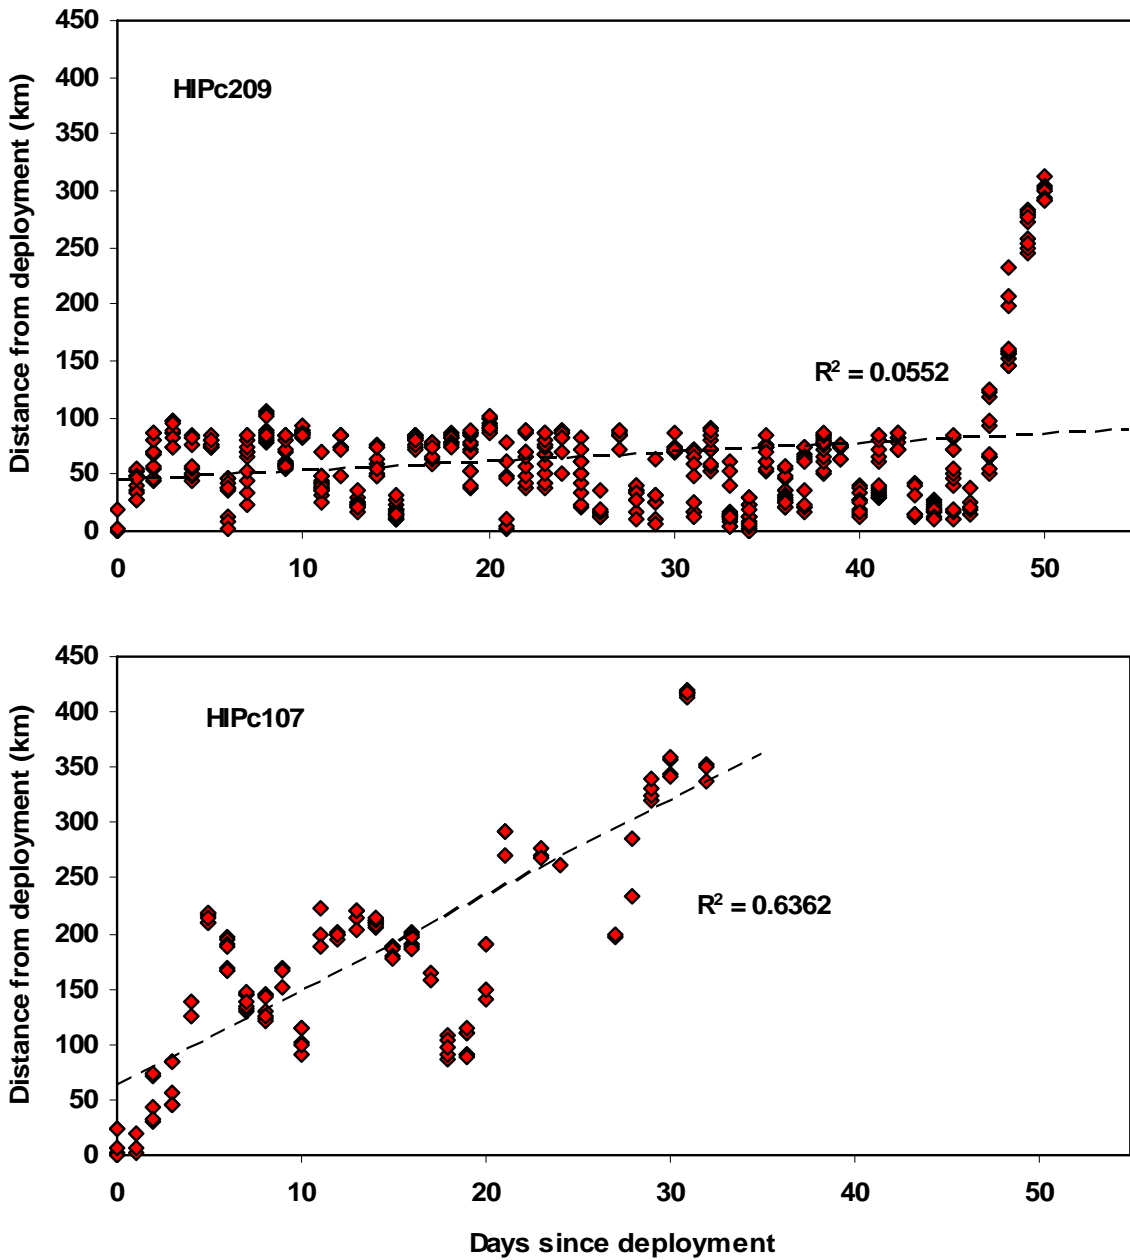 450
400
350
300
250
200
150
100
50
0
Distance from deployment (km)
HIPc209
R² = 0.0552
0 10 20 30 40 50
450
400
350
300
250
200
150
100
50
0
Distance from deployment (km)
HIPc107
R² = 0.6362
0 10 20 30 40 50
Days since deployment